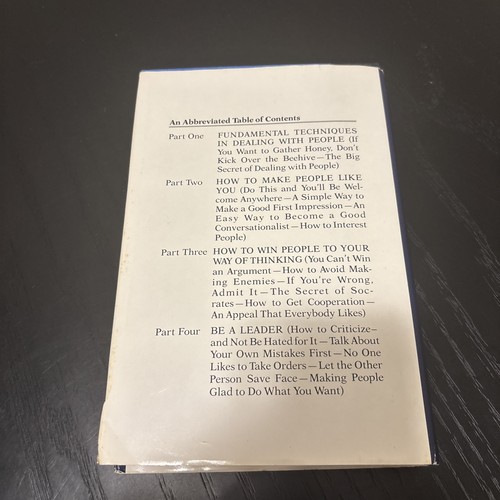 An Abbreviated Table of Contents
Part One FUNDAMENTAL TECHNIQUES
IN DEALING WITH PEOPLE (If
You Want to Gather Honey, Don't
Kick Over the Beehive—The Big
Secret of Dealing with People)
Part Two HOW TO MAKE PEOPLE LIKE
YOU (Do This and You'll Be Wel-
come Anywhere—A Simple Way to
Make a Good First Impression—An
Easy Way to Become a Good
Conversationalist—How to Interest
People)
Part Three HOW TO WIN PEOPLE TO YOUR
WAY OF THINKING (You Can't Win
an Argument—How to Avoid Mak-
ing Enemies—If You're Wrong,
Admit It—The Secret of Soc-
rates—How to Get Cooperation—
An Appeal That Everybody Likes)
Part Four BE A LEADER (How to Criticize–
and Not Be Hated for It—Talk About
Your Own Mistakes First—No One
Likes to Take Orders—Let the Other
Person Save Face—Making People
Glad to Do What You Want)